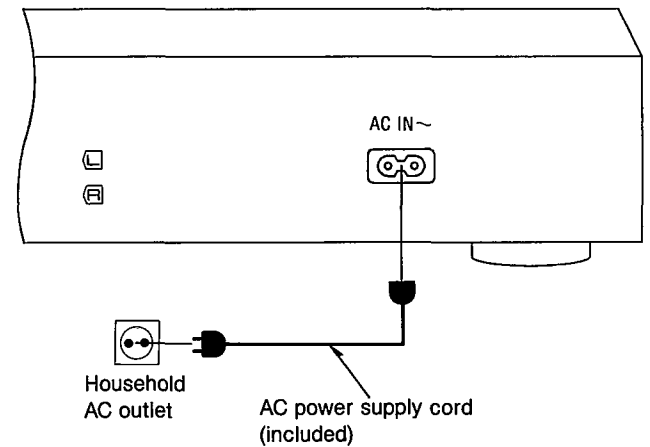 AC IN～
L
R
Household
AC outlet
AC power supply cord
(included)